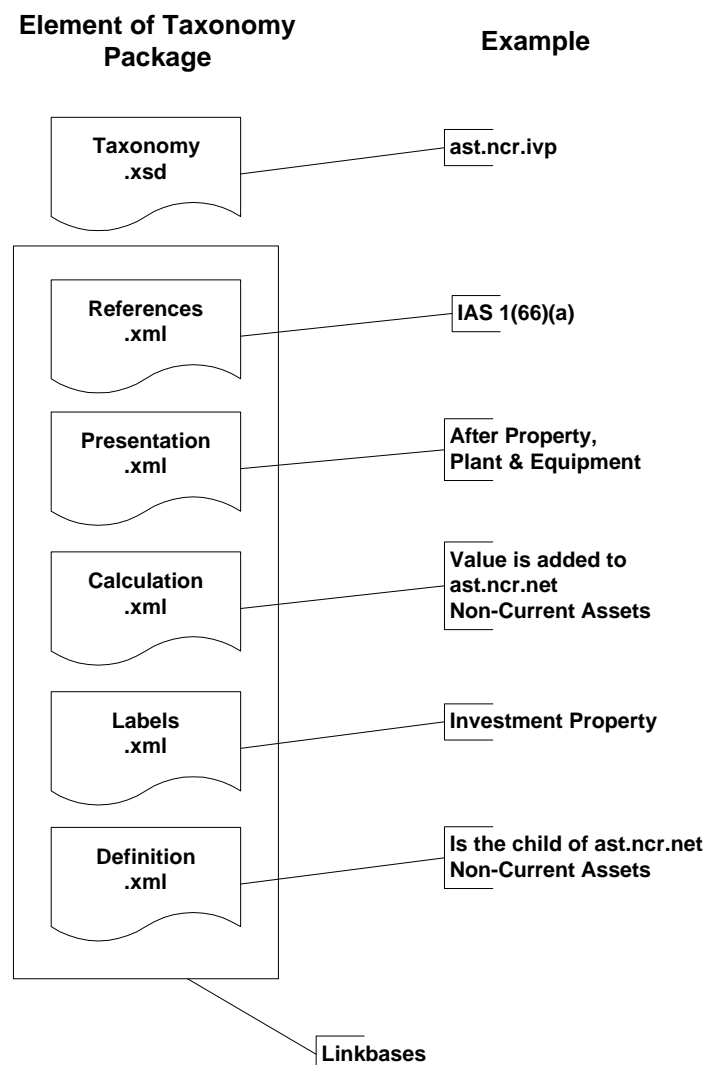 Element of Taxonomy
Package
Example
Taxonomy
.xsd
ast.ncr.ivp
References
.xml
IAS 1(66)(a)
Presentation
.xml
After Property,
Plant & Equipment
Calculation
.xml
Value is added to
ast.ncr.net
Non-Current Assets
Labels
.xml
Investment Property
Definition
.xml
Is the child of ast.ncr.net
Non-Current Assets
Linkbases